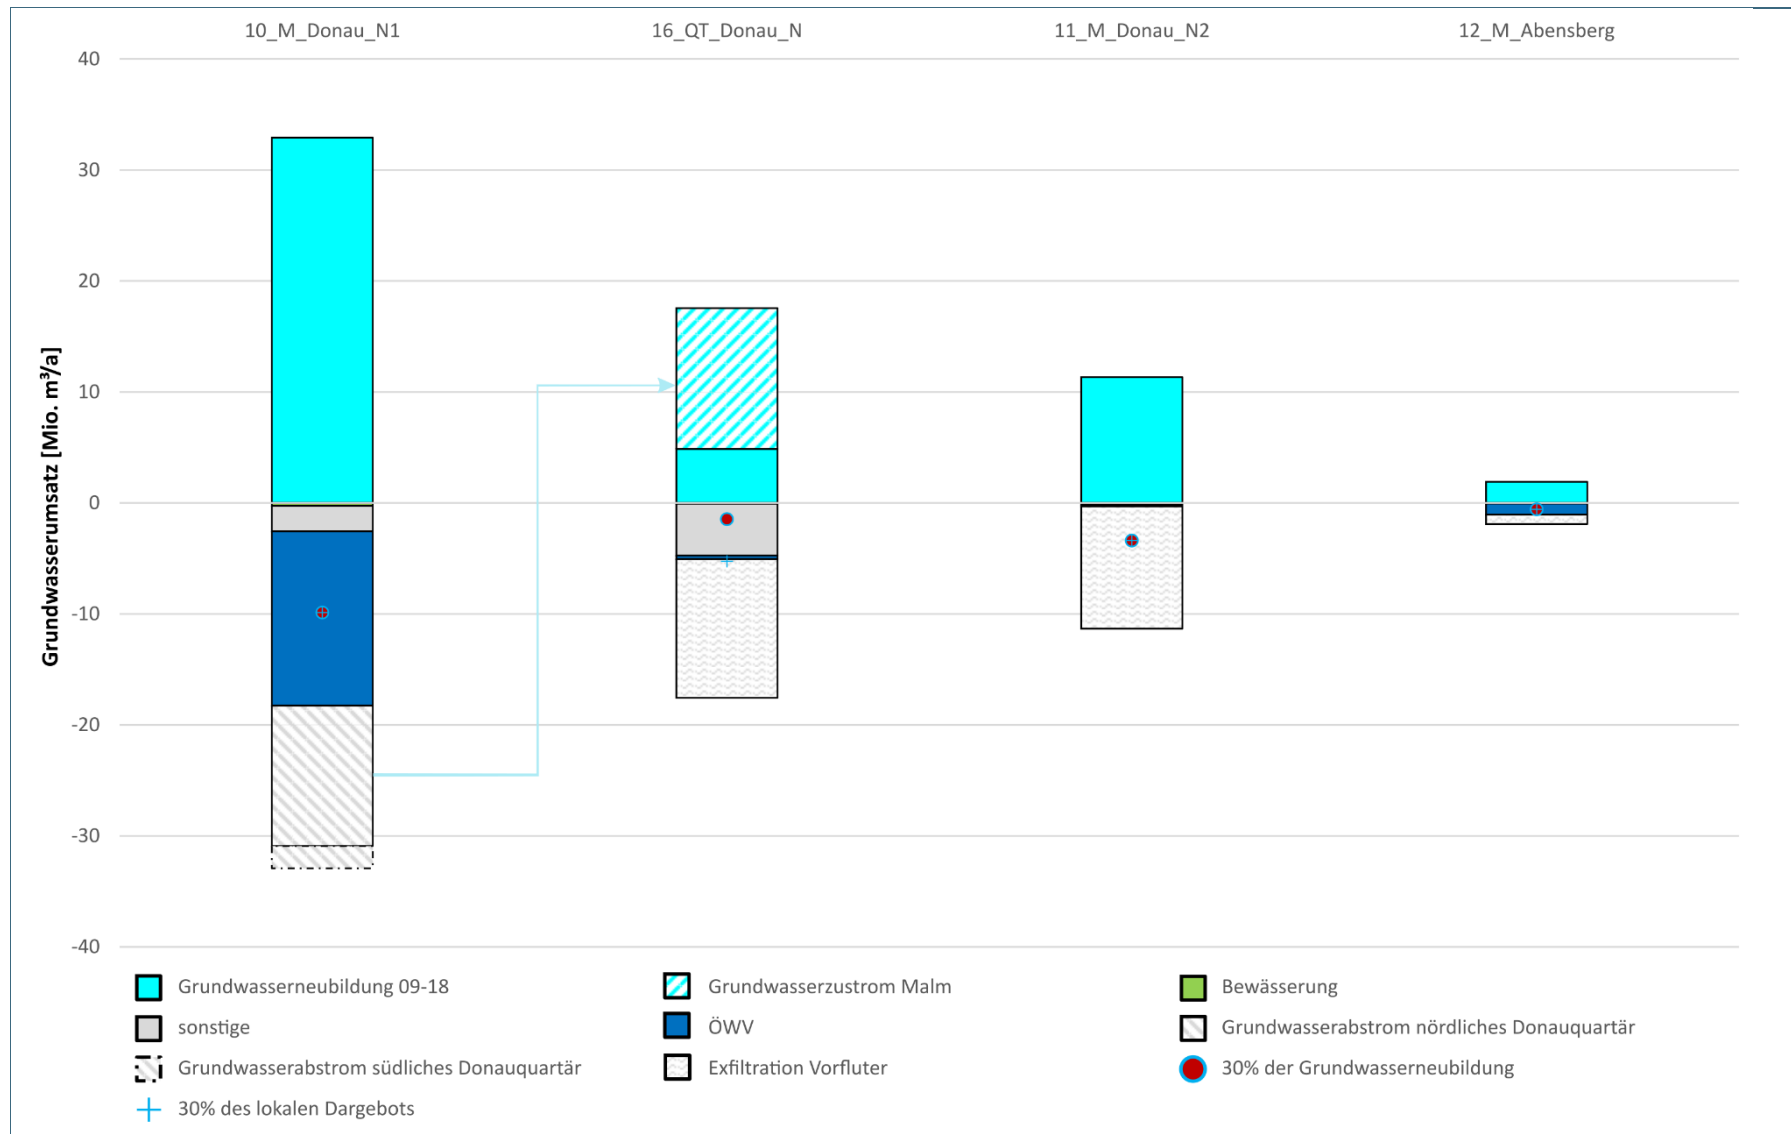 10_M_Donau_N1 16_QT_Donau_N 11_M_Donau_N2 12_M_Abensberg
40
30
20
10
0
-10
-20
-30
-40
Grundwasserumsatz [Mio. m³/a]
Grundwasserneubildung 09-18 Grundwasserzustrom Malm Bewässerung
sonstige ÖWV Grundwasserabstrom nördliches Donauquartär
Grundwasserabstrom südliches Donauquartär Exfiltration Vorfluter 30% der Grundwasserneubildung
30% des lokalen Dargebots